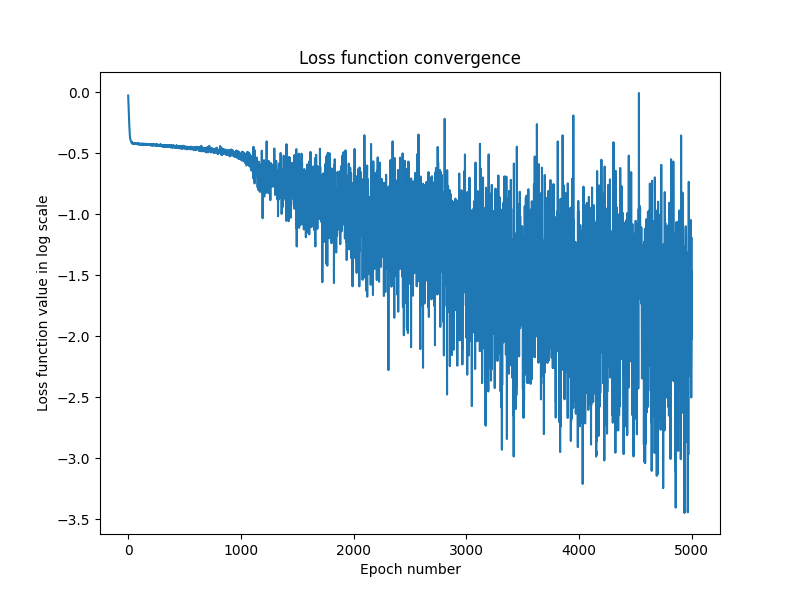 Loss function convergence
Loss function value in log scale
0.0
−0.5
−1.0
−1.5
−2.0
−2.5
−3.0
−3.5
0 1000 2000 3000 4000 5000
Epoch number